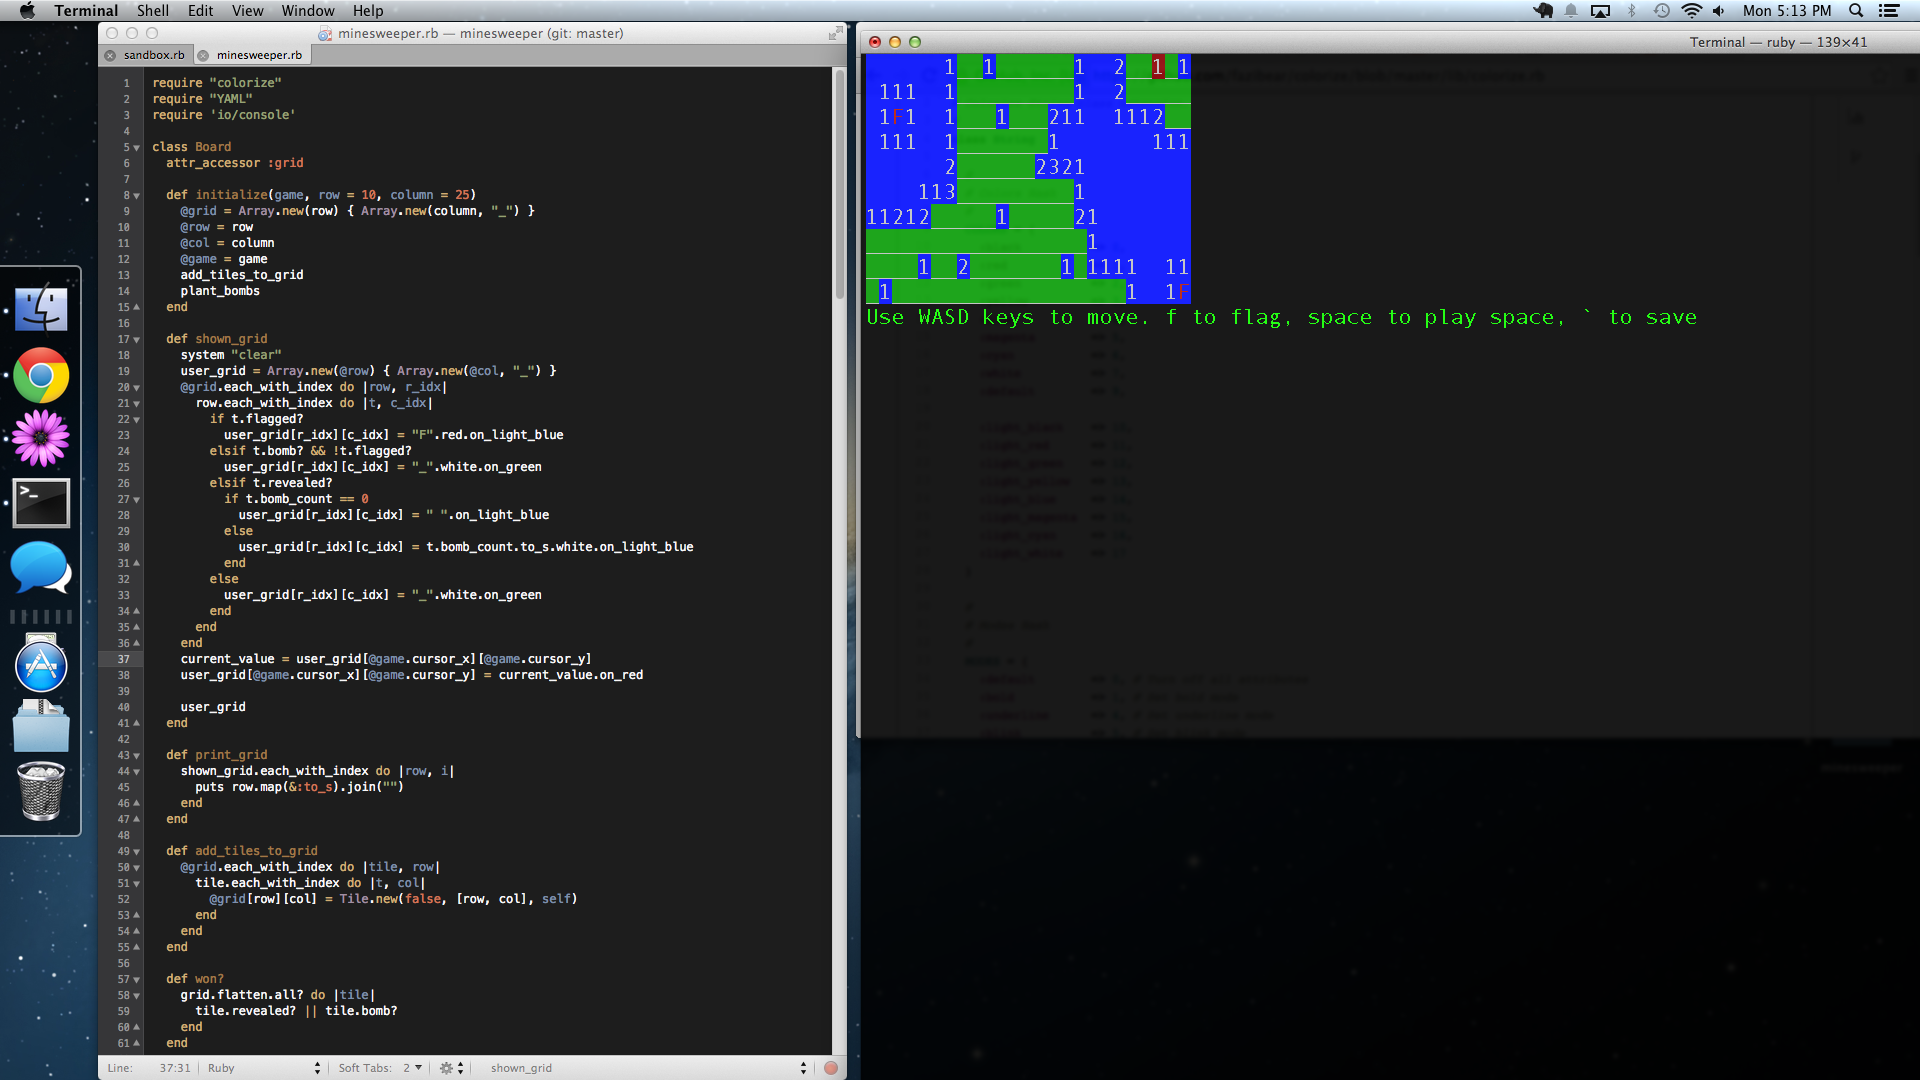 Terminal Shell Edit View Window Help
Mon 5:13 PM
minesweeper.rb — minesweeper (git: master)
sandbox.rb
minesweeper.rb
1 require "colorize"
2 require "YAML"
3 require 'io/console'
4
5 class Board
6 attr_accessor :grid
7
8 def initialize(game, row = 10, column = 25)
9 @grid = Array.new(row) { Array.new(column, "_") }
10 @row = row
11 @col = column
12 @game = game
13 add_tiles_to_grid
14 plant_bombs
15 end
16
17 def shown_grid
18 system "clear"
19 user_grid = Array.new(@row) { Array.new(@col, "_") }
20 @grid.each_with_index do |row, r_idx|
21 row.each_with_index do |t, c_idx|
22 if t.flagged?
23 user_grid[r_idx][c_idx] = "F".red.on_light_blue
24 elsif t.bomb? && !t.flagged?
25 user_grid[r_idx][c_idx] = "_".white.on_green
26 elsif t.revealed?
27 if t.bomb_count == 0
28 user_grid[r_idx][c_idx] = " ".on_light_blue
29 else
30 user_grid[r_idx][c_idx] = t.bomb_count.to_s.white.on_light_blue
31 end
32 else
33 user_grid[r_idx][c_idx] = "_".white.on_green
34 end
35 end
36 end
37 current_value = user_grid[@game.cursor_x][@game.cursor_y]
38 user_grid[@game.cursor_x][@game.cursor_y] = current_value.on_red
39
40 user_grid
41 end
42
43 def print_grid
44 shown_grid.each_with_index do |row, i|
45 puts row.map(&:to_s).join("")
46 end
47 end
48
49 def add_tiles_to_grid
50 @grid.each_with_index do |tile, row|
51 tile.each_with_index do |t, col|
52 @grid[row][col] = Tile.new(false, [row, col], self)
53 end
54 end
55 end
56
57 def won?
58 grid.flatten.all? do |tile|
59 tile.revealed? || tile.bomb?
60 end
61 end
Line: 37:31 Ruby Soft Tabs: 2 shown_grid
Terminal — ruby — 139×41
1 1 1 2 1 1
111 1 1 2
1F1 1 1 211 1112
111 1 1 111
2 2321
113 1
11212 1 21
1
1 2 1 1111 11
1 1 1F
Use WASD keys to move. f to flag, space to play space, ` to save